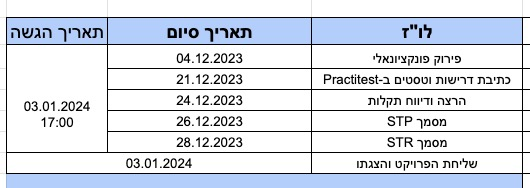 לו"ז תאריך סיום תאריך הגשה
פירוק פונקציונאלי 04.12.2023
כתיבת דרישות וטסטים ב-Practitest 21.12.2023
הרצה ודיווח תקלות 24.12.2023
03.01.2024
17:00
מסמך STP 26.12.2023
מסמך STR 28.12.2023
שליחת הפרויקט והצגתו 03.01.2024